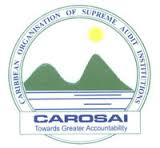 CARIBBEAN ORGANISATION OF SUPREME AUDIT INSTITUTIONS
CAROSAI
Towards Greater Accountability